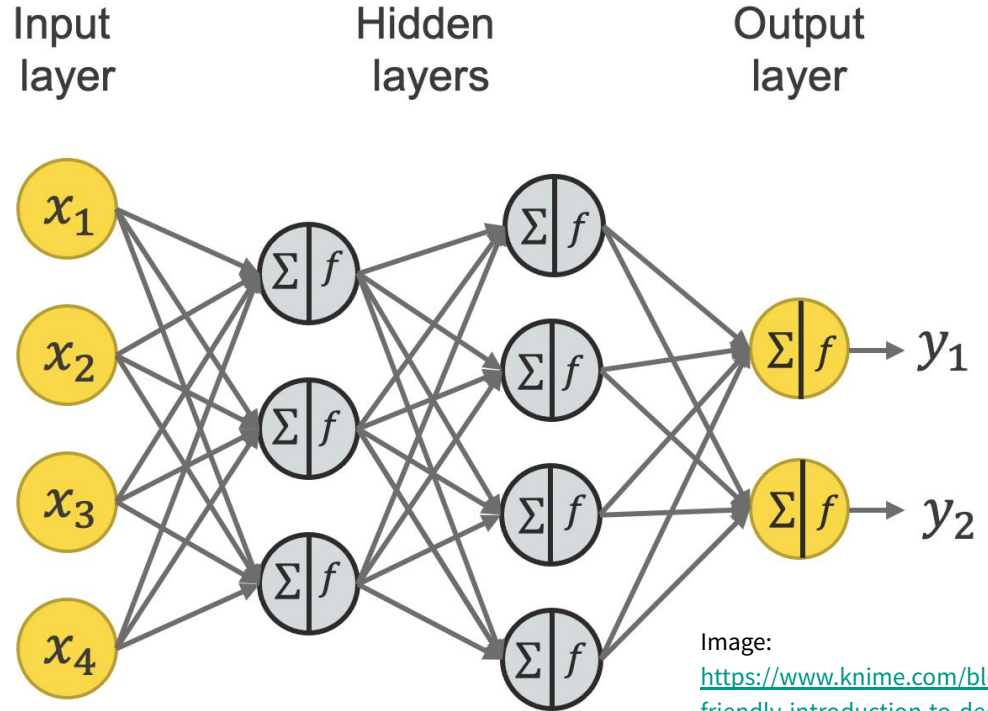 Input
layer
Hidden
layers
Output
layer
x₁
x₂
x₃
x₄
Σ f
Σ f
Σ f
Σ f
Σ f
Σ f
Σ f
Σ f
Σ f
y₁
y₂
Image:
https://www.knime.com/bl